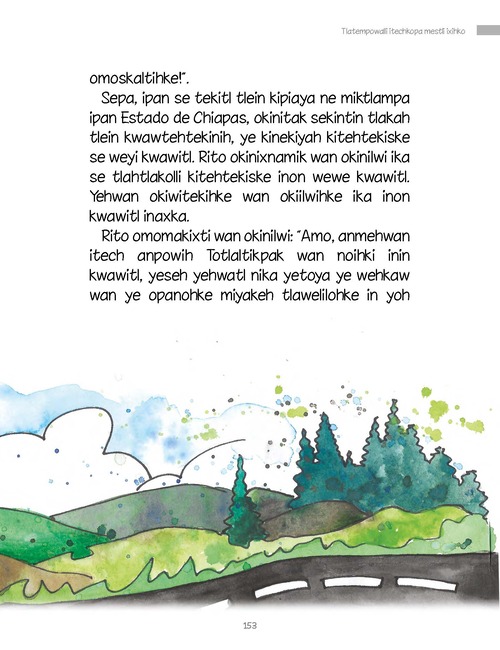 Tlatempowalli itechkopa mestli ixihko
omoskaltihke!".
Sepa, ipan se tekitl tlein kipiaya ne miktlampa
ipan Estado de Chiapas, okinitak sekintin tlakah
tlein kwawtehtekinih, ye kinekiyah kitehtekiske
se weyi kwawitl. Rito okinixnamik wan okinilwi ika
se tlahtlakolli kitehtekiske inon wewe kwawitl.
Yehwan okiwitekihke wan okiilwihke ika inon
kwawitl inaxka.
Rito omomakixti wan okinilwi: "Amo, anmehwan
itech anpowih Totlaltikpak wan noihki inin
kwawitl, yeseh yehwatl nika yetoya ye wehkaw
wan ye opanohke miyakeh tlawelilohke in yoh
153